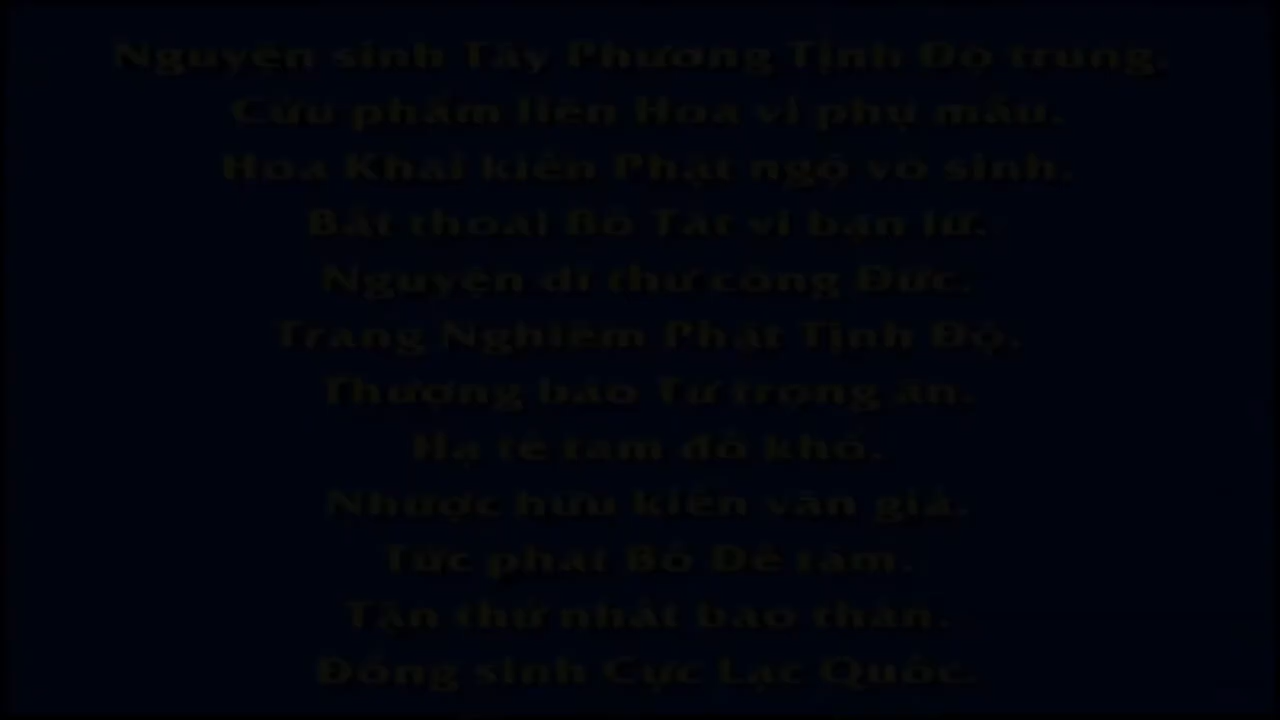 Nguyện sinh Tây Phương Tịnh Độ trung.
Cửu phẩm liên Hoa vi phụ mẫu.
Hoa Khai kiến Phật ngộ vô sinh.
Bất thoái Bồ Tát vi bạn lữ.
Nguyện dĩ thử công Đức.
Trang Nghiêm Phật Tịnh Độ.
Thượng báo Tứ trọng ân.
Hạ tế tam đồ khổ.
Nhược hữu kiến văn giả.
Tức phát Bồ Đề tâm.
Tận thử nhất báo thân.
Đồng sinh Cực Lạc Quốc.